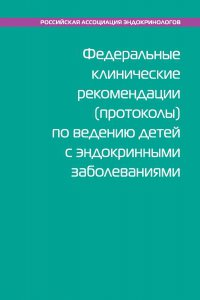 РОССИЙСКАЯ АССОЦИАЦИЯ ЭНДОКРИНОЛОГОВ
Федеральные
клинические
рекомендации
(протоколы)
по ведению детей
с эндокринными
заболеваниями